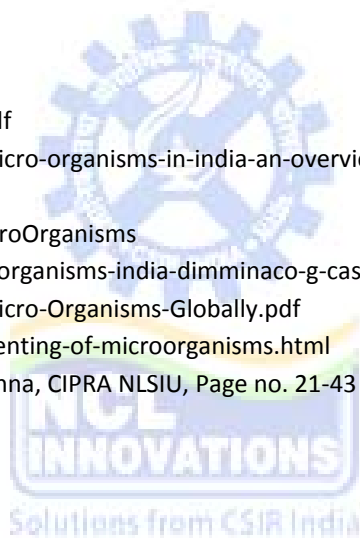 df
icro-organisms-in-india-an-overvie
roOrganisms
organisms-india-dimminaco-g-cas
icro-Organisms-Globally.pdf
enting-of-microorganisms.html
nna, CIPRA NLSIU, Page no. 21-43
NCL
INNOVATIONS
Solutions from CSIR India